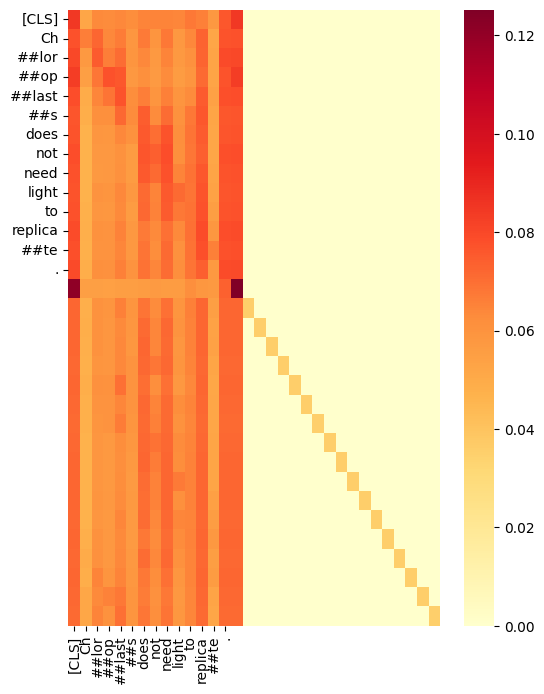 [CLS]
Ch
##lor
##op
##last
##s
does
not
need
light
to
replica
##te
.
0.12
0.10
0.08
0.06
0.04
0.02
0.00
[CLS]
Ch
##lor
##op
##last
##s
does
not
need
light
to
replica
##te
.